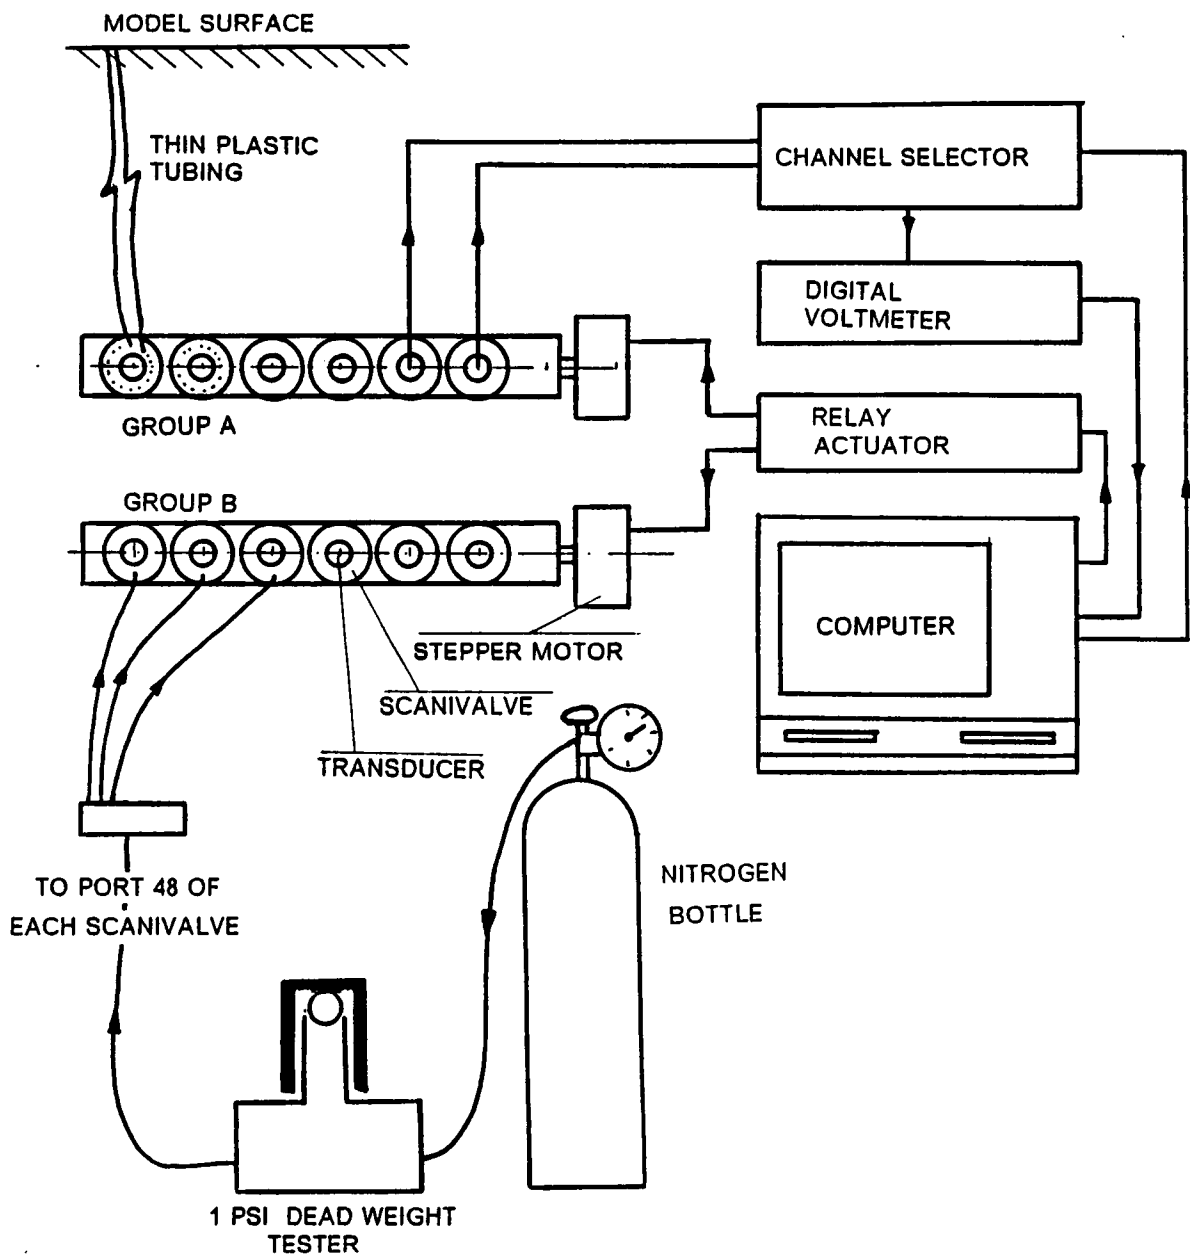 MODEL SURFACE
THIN PLASTIC
TUBING
CHANNEL SELECTOR
DIGITAL
VOLTMETER
GROUP A
RELAY
ACTUATOR
GROUP B
COMPUTER
STEPPER MOTOR
SCANIVALVE
TRANSDUCER
NITROGEN
BOTTLE
TO PORT 48 OF
EACH SCANIVALVE
1 PSI DEAD WEIGHT
TESTER